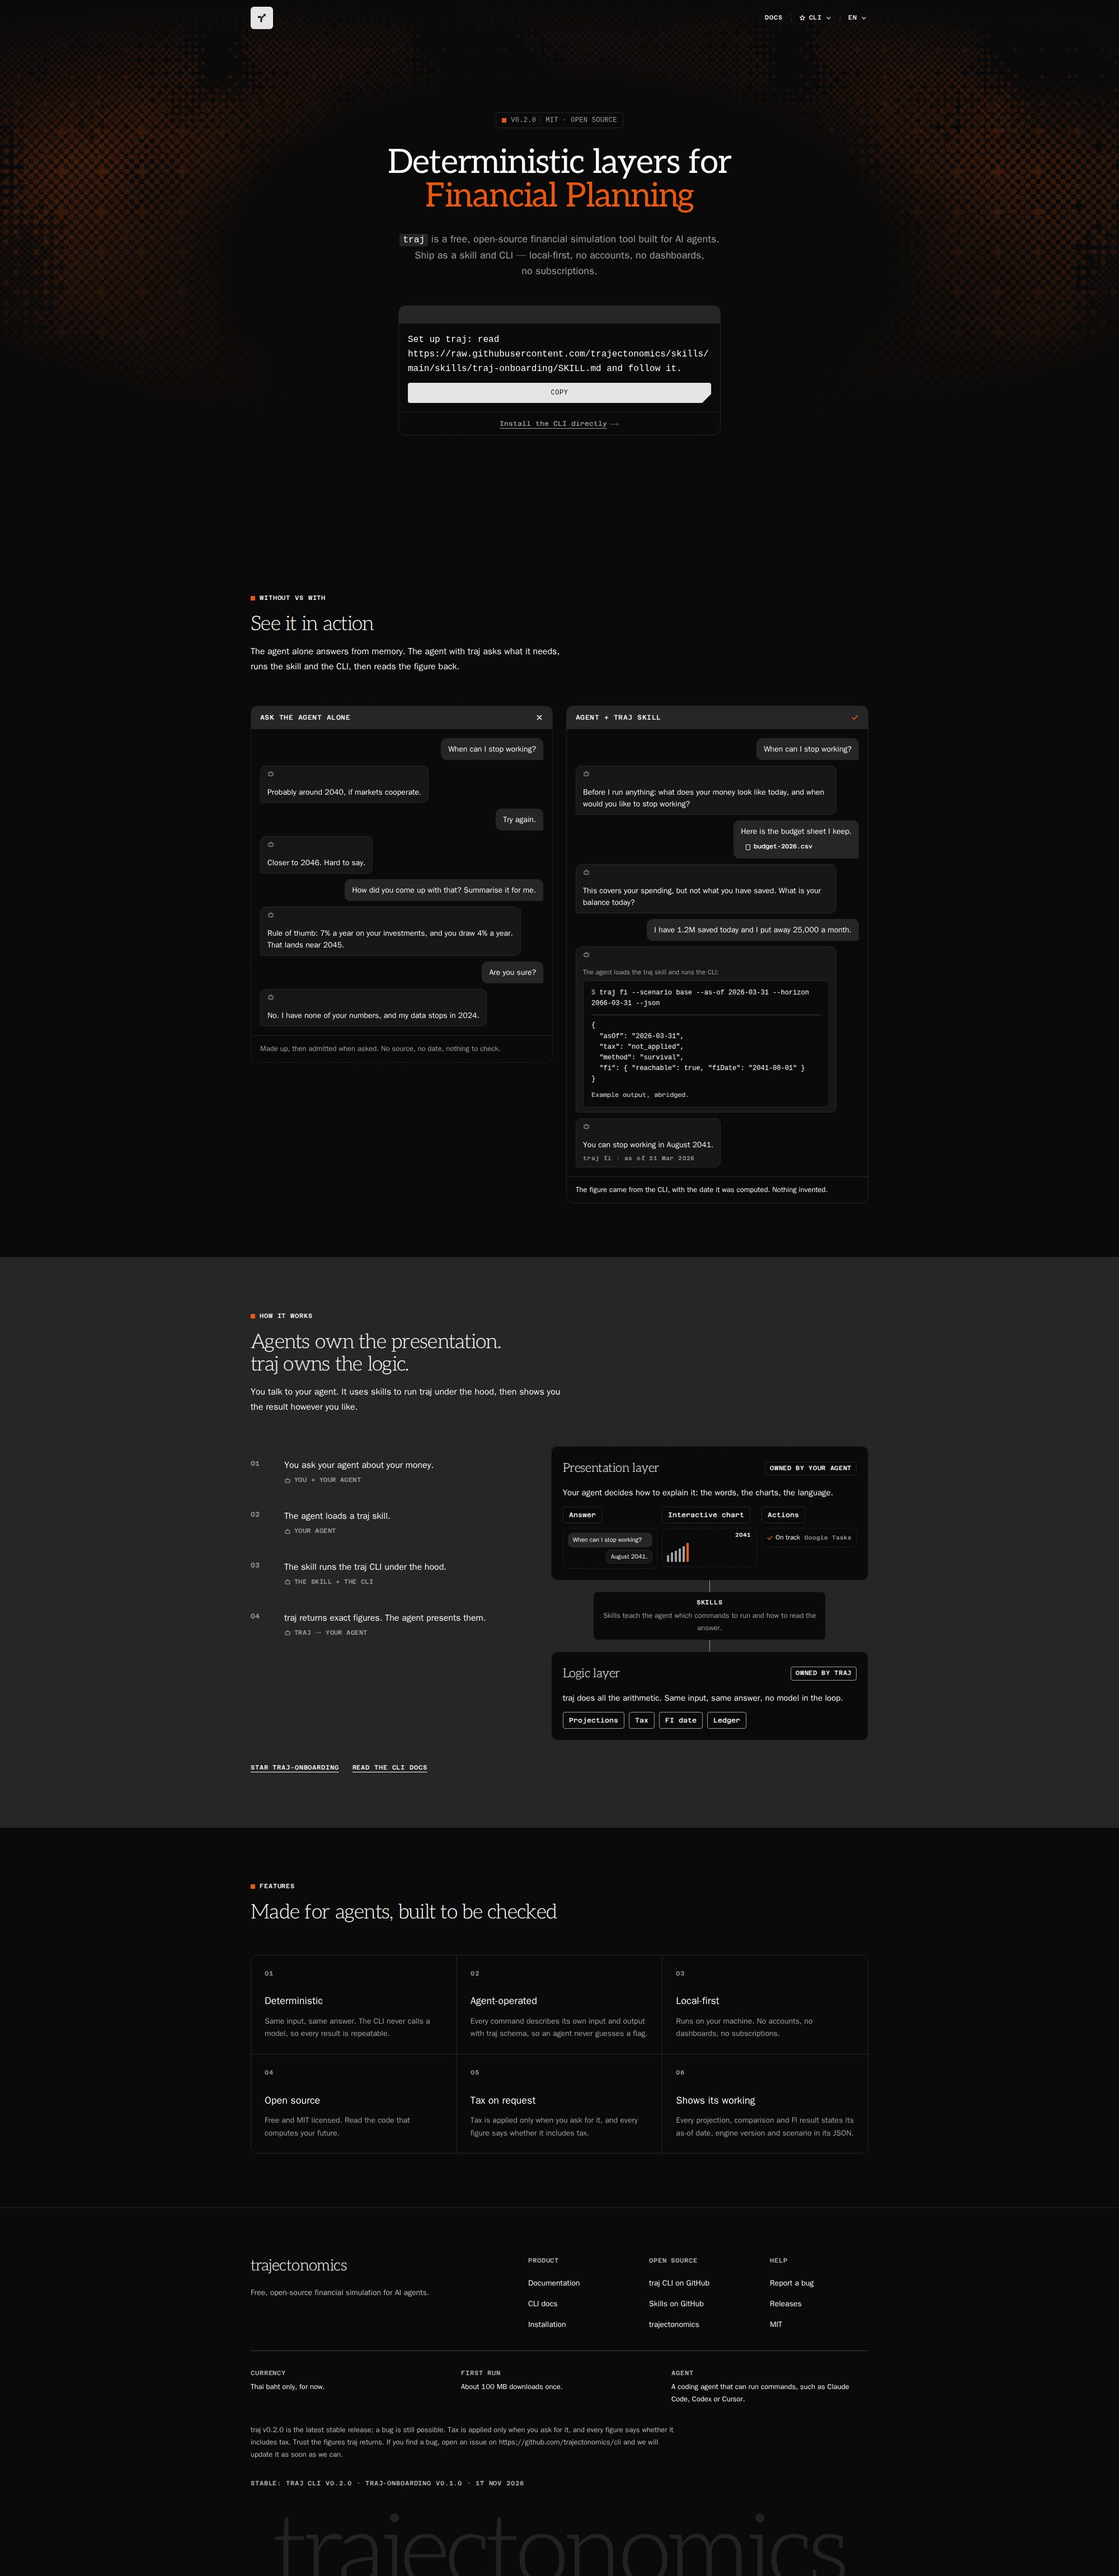 DOCS
CLI
EN
V0.2.0 MIT · OPEN SOURCE
Deterministic layers for
Financial Planning
traj is a free, open-source financial simulation tool built for AI agents.
Ship as a skill and CLI — local-first, no accounts, no dashboards,
no subscriptions.
Set up traj: read
https://raw.githubusercontent.com/trajectonomics/skills/
main/skills/traj-onboarding/SKILL.md and follow it.
COPY
Install the CLI directly →
WITHOUT VS WITH
See it in action
The agent alone answers from memory. The agent with traj asks what it needs,
runs the skill and the CLI, then reads the figure back.
ASK THE AGENT ALONE
When can I stop working?
Probably around 2040, if markets cooperate.
Try again.
Closer to 2046. Hard to say.
How did you come up with that? Summarise it for me.
Rule of thumb: 7% a year on your investments, and you draw 4% a year.
That lands near 2045.
Are you sure?
No. I have none of your numbers, and my data stops in 2024.
Made up, then admitted when asked. No source, no date, nothing to check.
AGENT + TRAJ SKILL
When can I stop working?
Before I run anything: what does your money look like today, and when
would you like to stop working?
Here is the budget sheet I keep.
budget-2026.csv
This covers your spending, but not what you have saved. What is your
balance today?
I have 1.2M saved today and I put away 25,000 a month.
The agent loads the traj skill and runs the CLI:
$ traj fi --scenario base --as-of 2026-03-31 --horizon
2066-03-31 --json
{
"asOf": "2026-03-31",
"tax": "not_applied",
"method": "survival",
"fi": { "reachable": true, "fiDate": "2041-08-01" }
}
Example output, abridged.
You can stop working in August 2041.
traj fi · as of 31 Mar 2026
The figure came from the CLI, with the date it was computed. Nothing invented.
HOW IT WORKS
Agents own the presentation.
traj owns the logic.
You talk to your agent. It uses skills to run traj under the hood, then shows you
the result however you like.
01
You ask your agent about your money.
YOU + YOUR AGENT
02
The agent loads a traj skill.
YOUR AGENT
03
The skill runs the traj CLI under the hood.
THE SKILL + THE CLI
04
traj returns exact figures. The agent presents them.
TRAJ → YOUR AGENT
Presentation layer
OWNED BY YOUR AGENT
Your agent decides how to explain it: the words, the charts, the language.
Answer
When can I stop working?
August 2041.
Interactive chart
2041
Actions
On track Google Tasks
SKILLS
Skills teach the agent which commands to run and how to read the
answer.
Logic layer
OWNED BY TRAJ
traj does all the arithmetic. Same input, same answer, no model in the loop.
Projections
Tax
FI date
Ledger
STAR TRAJ-ONBOARDING
READ THE CLI DOCS
FEATURES
Made for agents, built to be checked
01
Deterministic
Same input, same answer. The CLI never calls a
model, so every result is repeatable.
02
Agent-operated
Every command describes its own input and output
with traj schema, so an agent never guesses a flag.
03
Local-first
Runs on your machine. No accounts, no
dashboards, no subscriptions.
04
Open source
Free and MIT licensed. Read the code that
computes your future.
05
Tax on request
Tax is applied only when you ask for it, and every
figure says whether it includes tax.
06
Shows its working
Every projection, comparison and FI result states its
as-of date, engine version and scenario in its JSON.
trajectonomics
Free, open-source financial simulation for AI agents.
PRODUCT
Documentation
CLI docs
Installation
OPEN SOURCE
traj CLI on GitHub
Skills on GitHub
trajectonomics
HELP
Report a bug
Releases
MIT
CURRENCY
Thai baht only, for now.
FIRST RUN
About 100 MB downloads once.
AGENT
A coding agent that can run commands, such as Claude
Code, Codex or Cursor.
traj v0.2.0 is the latest stable release; a bug is still possible. Tax is applied only when you ask for it, and every figure says whether it
includes tax. Trust the figures traj returns. If you find a bug, open an issue on https://github.com/trajectonomics/cli and we will
update it as soon as we can.
STABLE: TRAJ CLI V0.2.0 · TRAJ-ONBOARDING V0.1.0 · 17 NOV 2026
trajectonomics